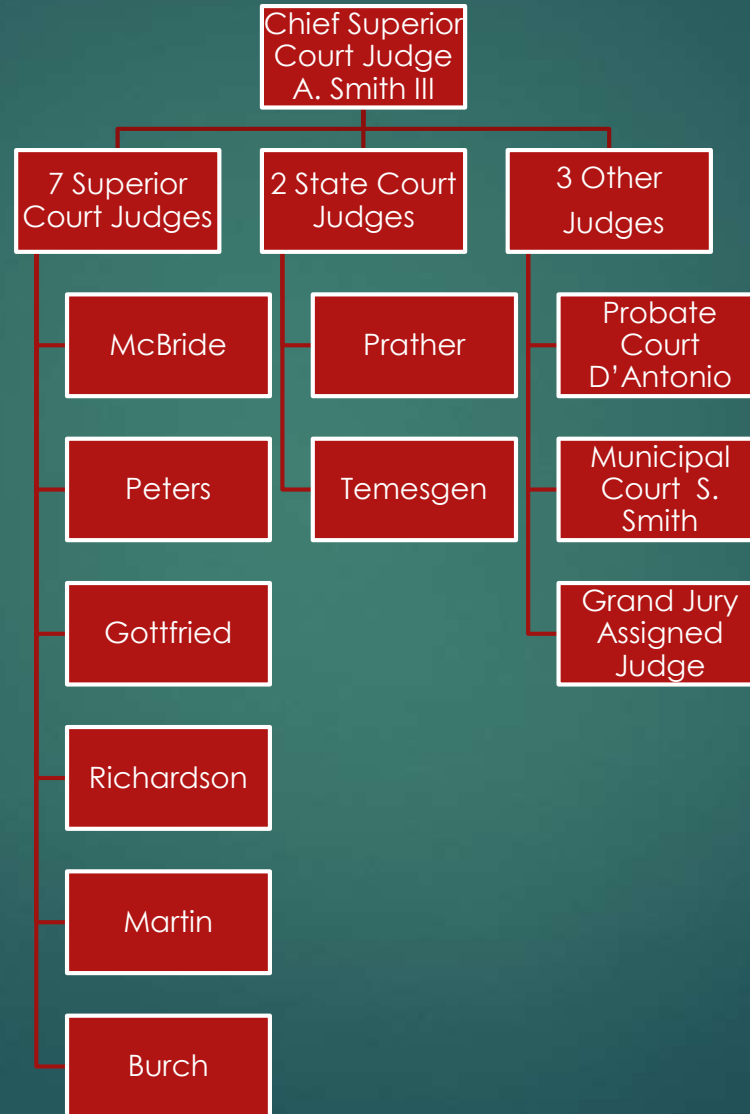 Chief Superior
Court Judge
A. Smith III
7 Superior
Court Judges
2 State Court
Judges
3 Other
Judges
McBride
Peters
Gottfried
Richardson
Martin
Burch
Prather
Temesgen
Probate
Court
D’Antonio
Municipal
Court S.
Smith
Grand Jury
Assigned
Judge